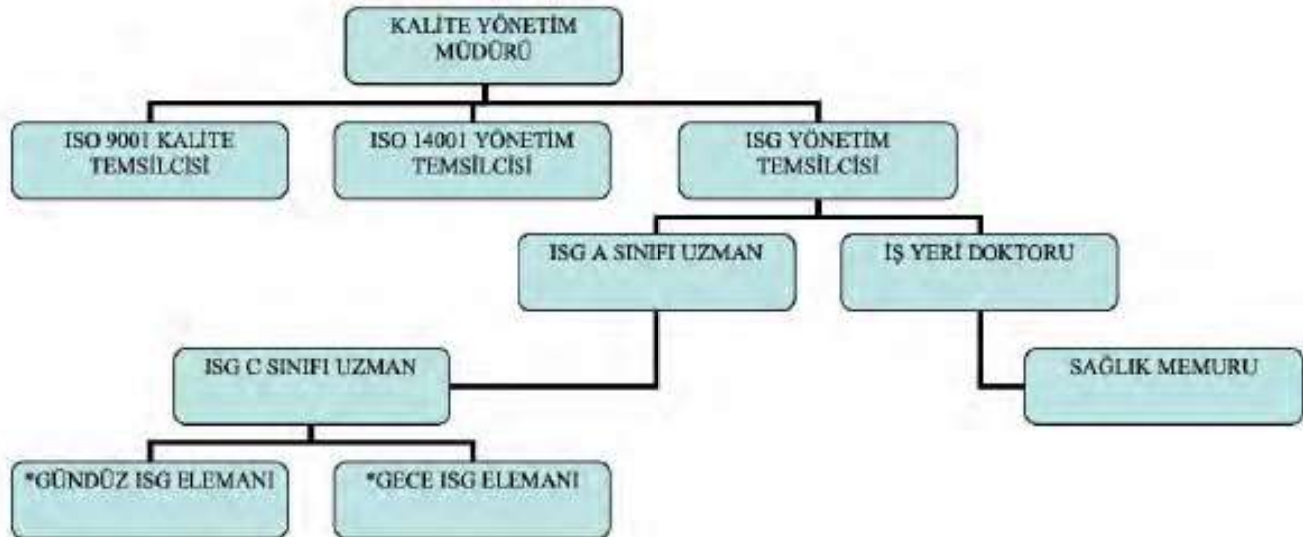 KALİTE YÖNETİM
MÜDÜRÜ
ISO 9001 KALİTE
TEMSİLCİSİ
ISO 14001 YÖNETİM
TEMSİLCİSİ
ISG YÖNETİM
TEMSİLCİSİ
ISG A SINIFI UZMAN
İŞ YERİ DOKTORU
ISG C SINIFI UZMAN
SAĞLIK MEMURU
*GÜNDÜZ ISG ELEMANI
*GECE ISG ELEMANI